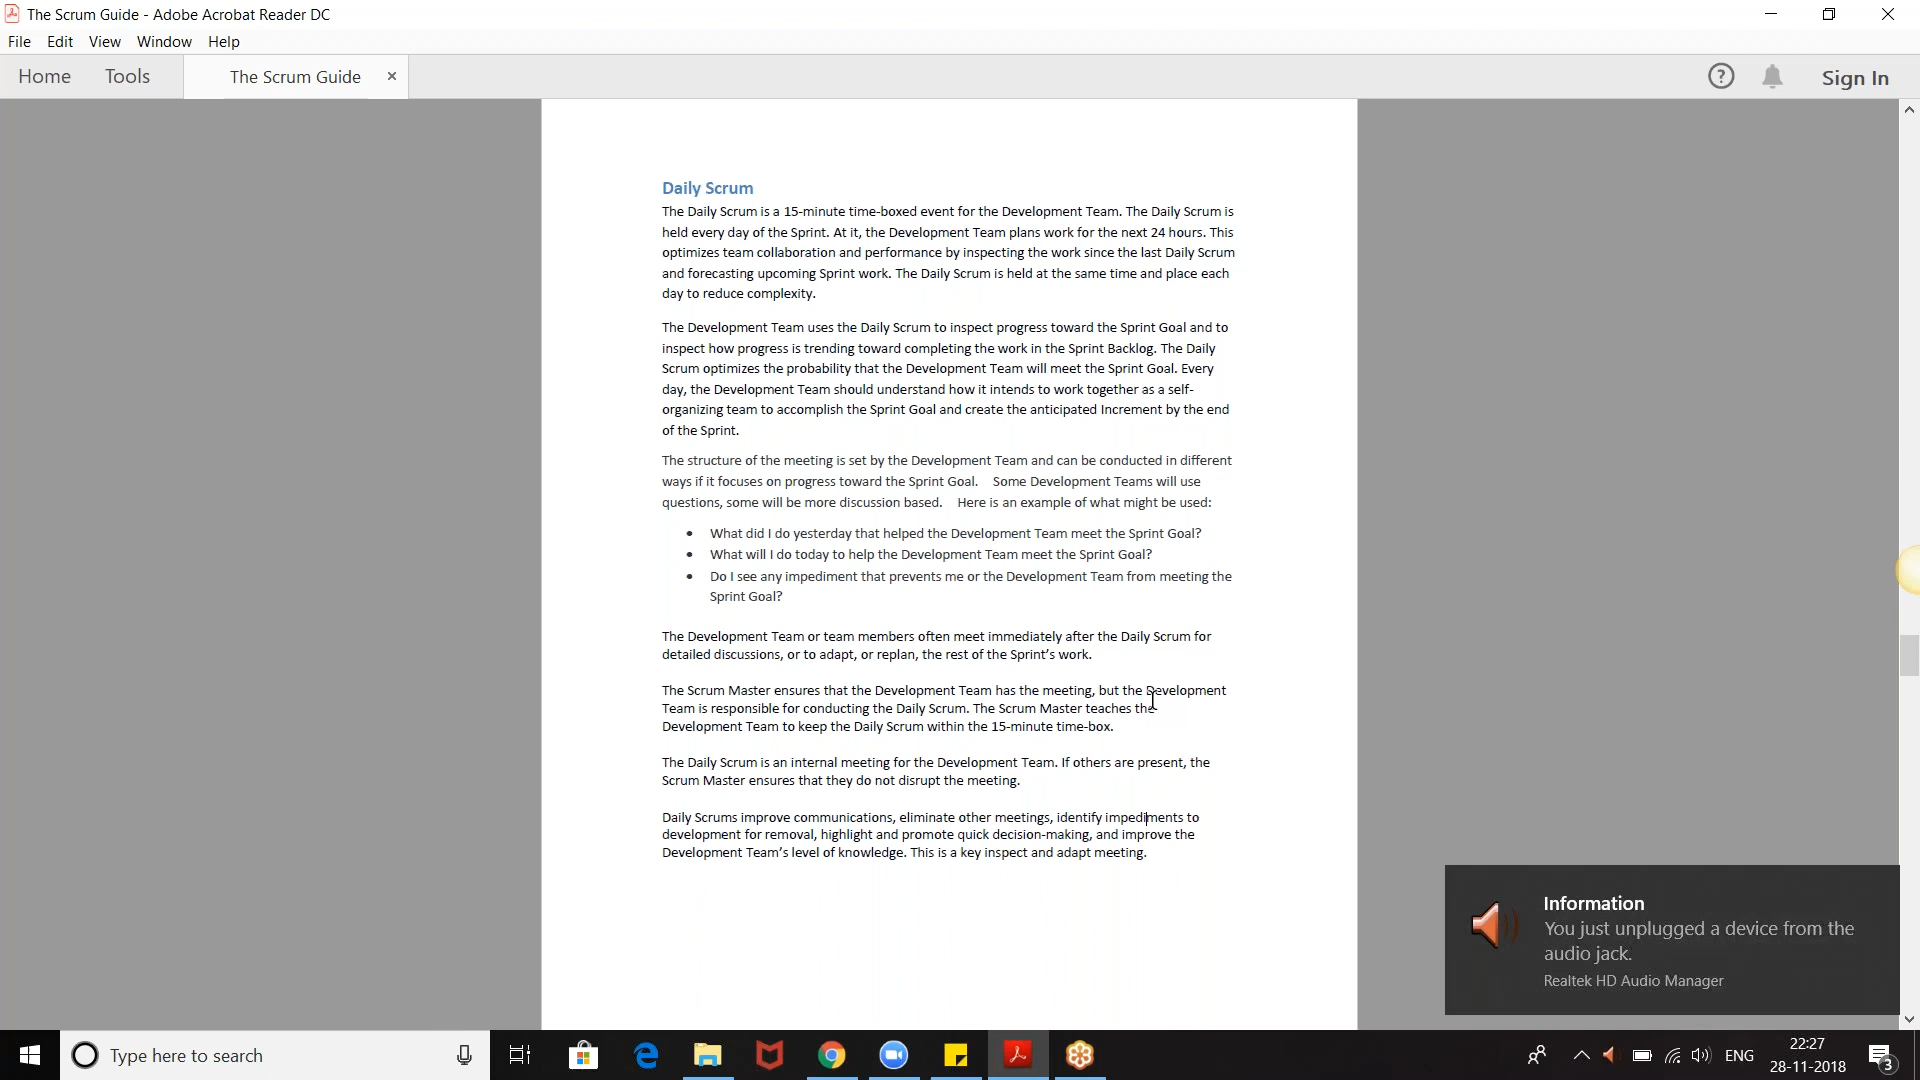 The Scrum Guide - Adobe Acrobat Reader DC
File Edit View Window Help
Home Tools The Scrum Guide × ? Sign In
Daily Scrum
The Daily Scrum is a 15-minute time-boxed event for the Development Team. The Daily Scrum is
held every day of the Sprint. At it, the Development Team plans work for the next 24 hours. This
optimizes team collaboration and performance by inspecting the work since the last Daily Scrum
and forecasting upcoming Sprint work. The Daily Scrum is held at the same time and place each
day to reduce complexity.
The Development Team uses the Daily Scrum to inspect progress toward the Sprint Goal and to
inspect how progress is trending toward completing the work in the Sprint Backlog. The Daily
Scrum optimizes the probability that the Development Team will meet the Sprint Goal. Every
day, the Development Team should understand how it intends to work together as a self-
organizing team to accomplish the Sprint Goal and create the anticipated Increment by the end
of the Sprint.
The structure of the meeting is set by the Development Team and can be conducted in different
ways if it focuses on progress toward the Sprint Goal. Some Development Teams will use
questions, some will be more discussion based. Here is an example of what might be used:
• What did I do yesterday that helped the Development Team meet the Sprint Goal?
• What will I do today to help the Development Team meet the Sprint Goal?
• Do I see any impediment that prevents me or the Development Team from meeting the
Sprint Goal?
The Development Team or team members often meet immediately after the Daily Scrum for
detailed discussions, or to adapt, or replan, the rest of the Sprint's work.
The Scrum Master ensures that the Development Team has the meeting, but the Development
Team is responsible for conducting the Daily Scrum. The Scrum Master teaches the
Development Team to keep the Daily Scrum within the 15-minute time-box.
The Daily Scrum is an internal meeting for the Development Team. If others are present, the
Scrum Master ensures that they do not disrupt the meeting.
Daily Scrums improve communications, eliminate other meetings, identify impediments to
development for removal, highlight and promote quick decision-making, and improve the
Development Team's level of knowledge. This is a key inspect and adapt meeting.
Information
You just unplugged a device from the
audio jack.
Realtek HD Audio Manager
Type here to search
ENG
22:27
28-11-2018
3